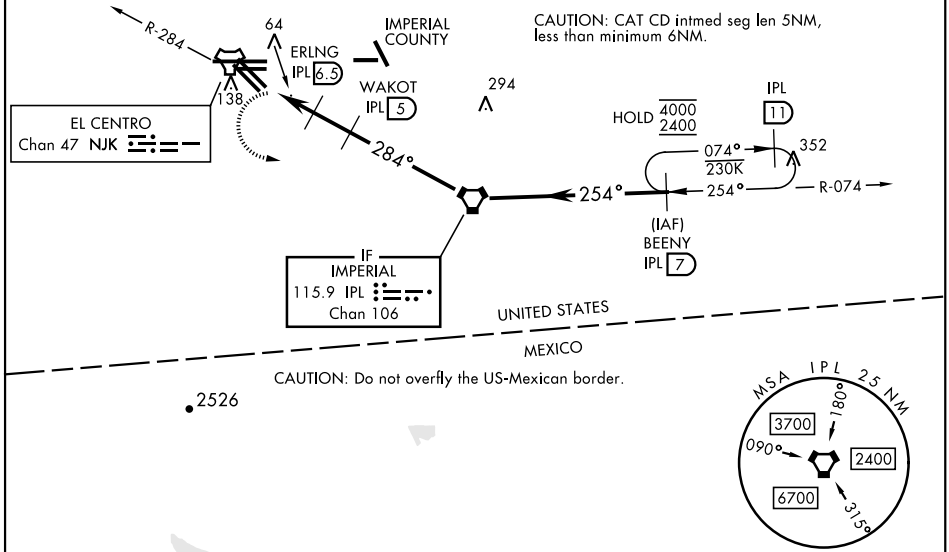 CAUTION: CAT CD intmed seg len 5NM,
less than minimum 6NM.
R-284
64
IMPERIAL
COUNTY
ERLNG
IPL 6.5
WAKOT
IPL 5
138
294
EL CENTRO
Chan 47 NJK
284°
HOLD 4000
2400
IPL
11
074°
230K
352
254°
254°
R-074
(IAF)
BEENY
IPL 7
IF
IMPERIAL
115.9 IPL
Chan 106
UNITED STATES
MEXICO
CAUTION: Do not overfly the US-Mexican border.
2526
MSA IPL 25 NM
180°
3700
090°
2400
6700
315°